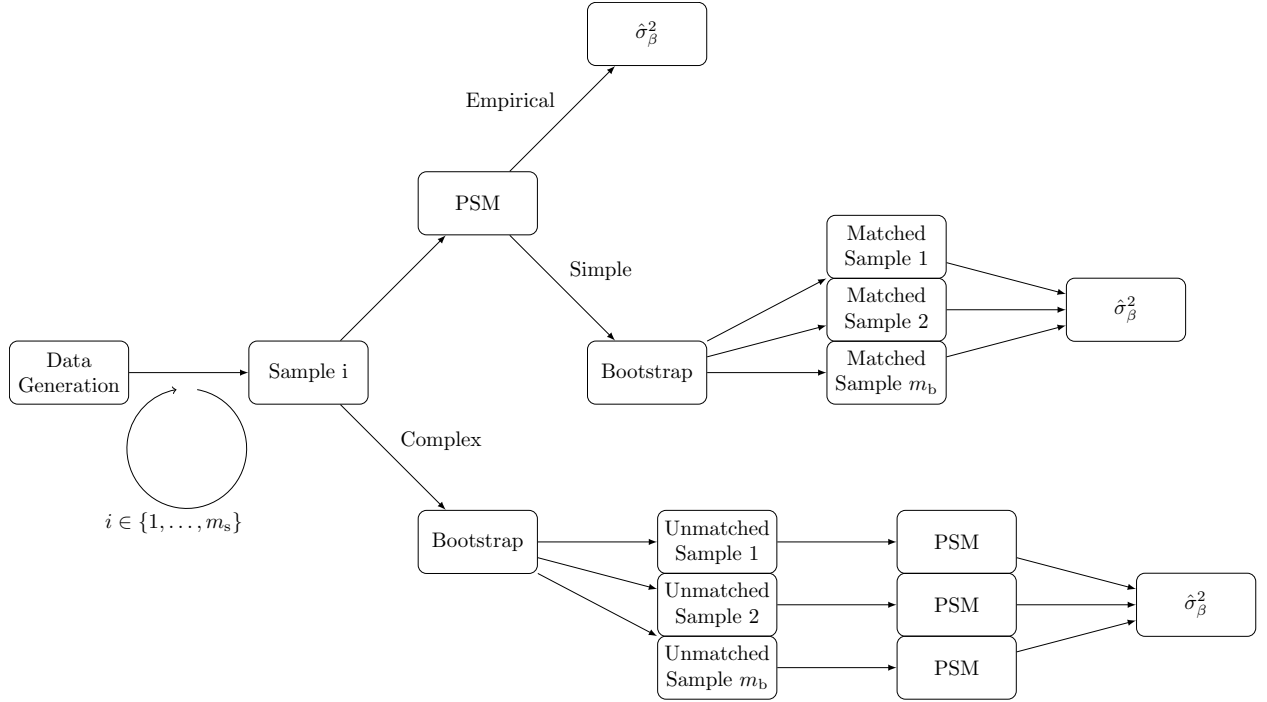 σ̂²_β
Empirical
PSM
Simple
Matched
Sample 1
Matched
Sample 2
Matched
Sample m_b
σ̂²_β
Bootstrap
Data
Generation
Sample i
i ∈ {1, . . . , m_s}
Complex
Bootstrap
Unmatched
Sample 1
Unmatched
Sample 2
Unmatched
Sample m_b
PSM
PSM
PSM
σ̂²_β